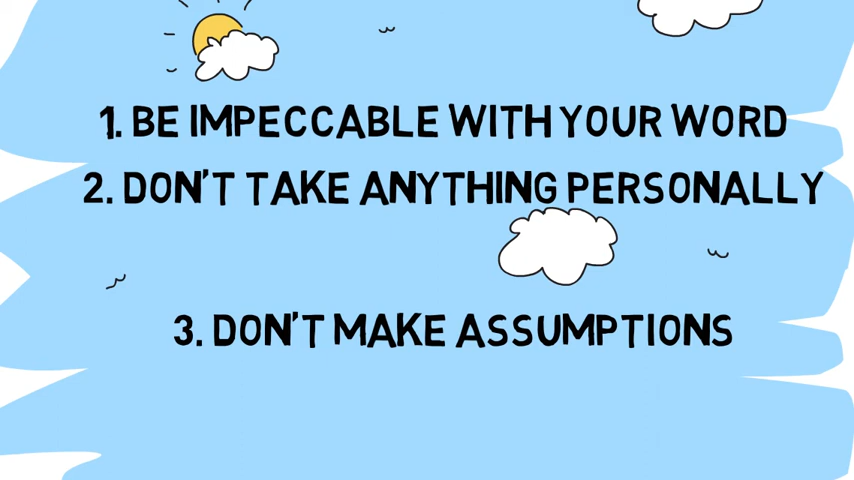 1. BE IMPECCABLE WITH YOUR WORD
2. DON'T TAKE ANYTHING PERSONALLY
3. DON'T MAKE ASSUMPTIONS